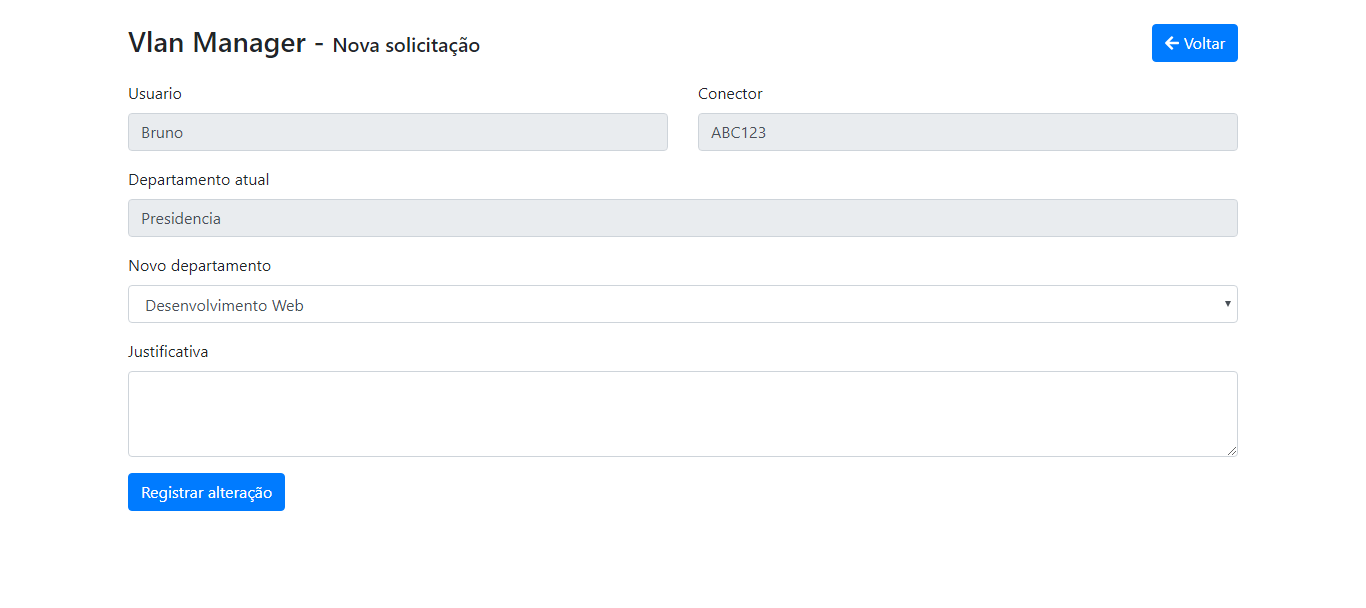 Vlan Manager - Nova solicitação
Voltar
Usuario
Conector
Bruno
ABC123
Departamento atual
Presidencia
Novo departamento
Desenvolvimento Web
Justificativa
Registrar alteração